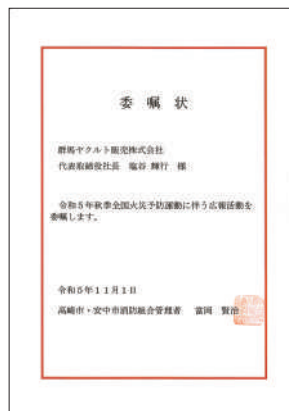 委嘱状
群馬ヤクルト販売株式会社
代表取締役社長 塩谷 輝行 様
令和5年秋季全国火災予防運動に伴う広報活動を
委嘱します。
令和5年11月1日
高崎市・安中市消防組合管理者 富岡 賢治